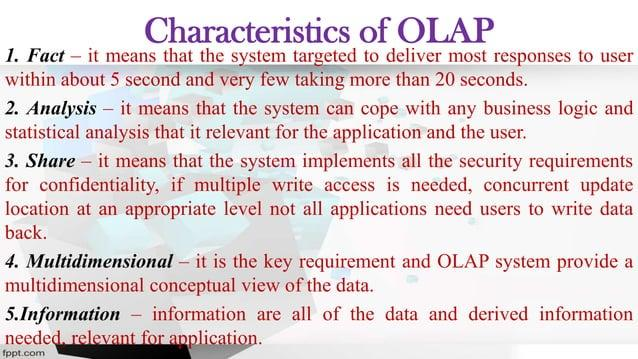 Characteristics of OLAP
1. Fact – it means that the system targeted to deliver most responses to user
within about 5 second and very few taking more than 20 seconds.
2. Analysis – it means that the system can cope with any business logic and
statistical analysis that it relevant for the application and the user.
3. Share – it means that the system implements all the security requirements
for confidentiality, if multiple write access is needed, concurrent update
location at an appropriate level not all applications need users to write data
back.
4. Multidimensional – it is the key requirement and OLAP system provide a
multidimensional conceptual view of the data.
5.Information – information are all of the data and derived information
needed, relevant for application.
fppt.com